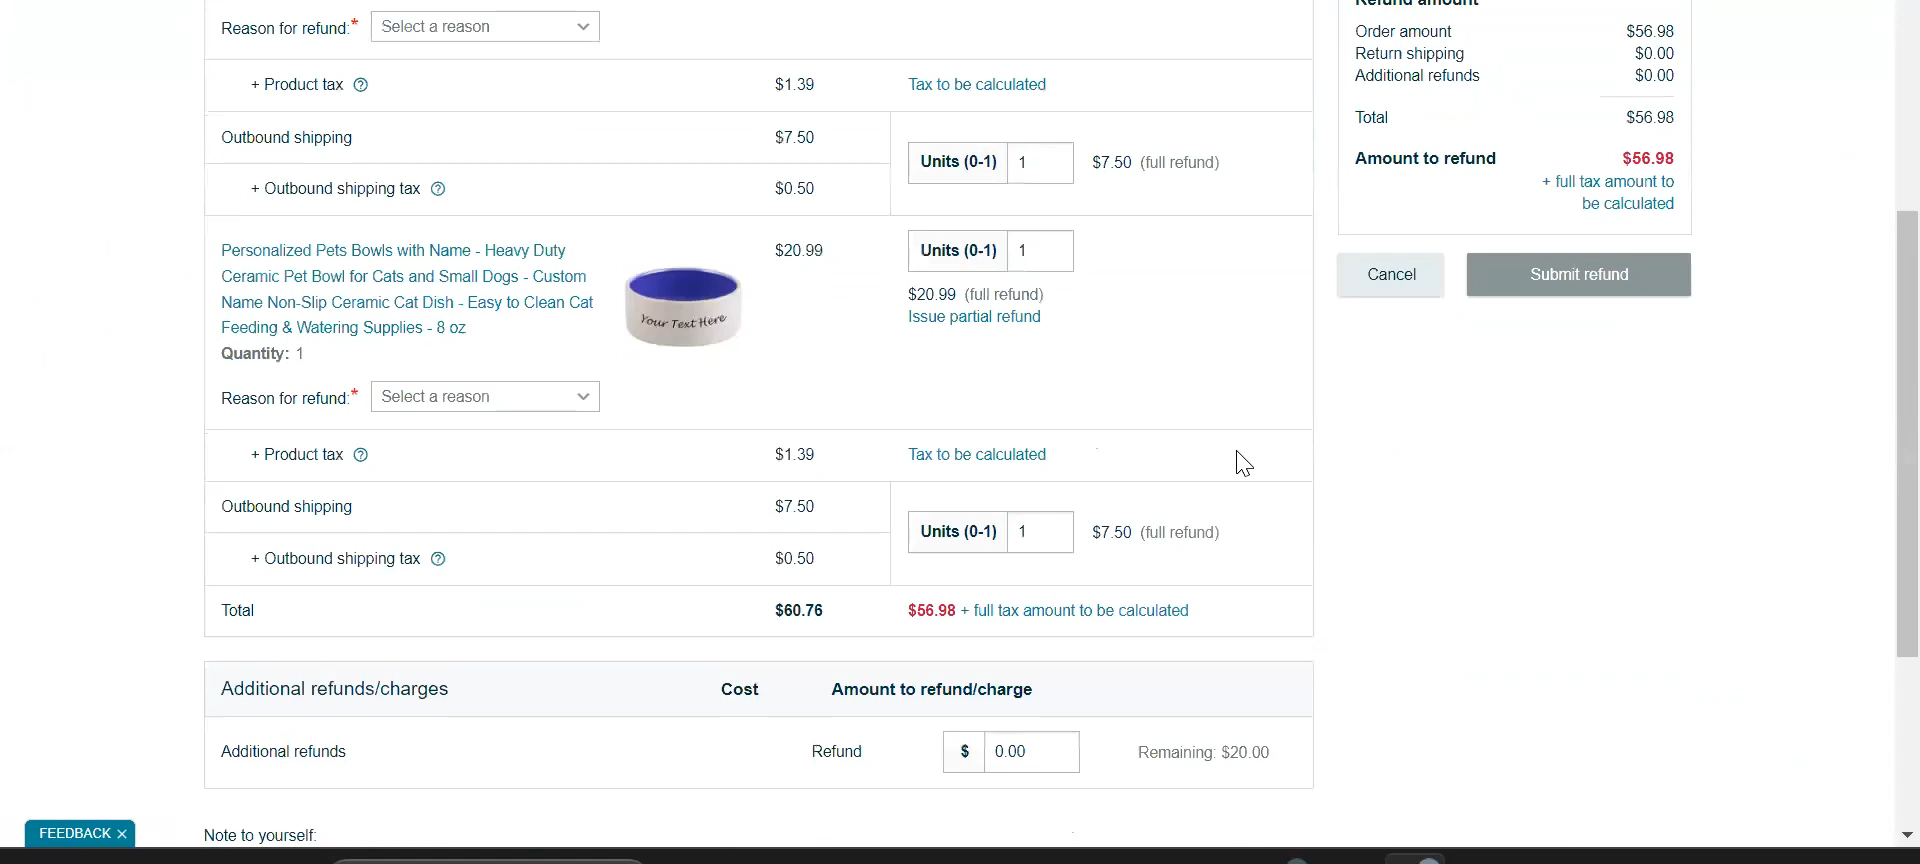 Refund amount
Reason for refund:* Select a reason
Order amount $56.98
Return shipping $0.00
Additional refunds $0.00
+ Product tax $1.39 Tax to be calculated
Total $56.98
Outbound shipping $7.50
Units (0-1) 1 $7.50 (full refund)
Amount to refund $56.98
+ full tax amount to
be calculated
+ Outbound shipping tax $0.50
Personalized Pets Bowls with Name - Heavy Duty
Ceramic Pet Bowl for Cats and Small Dogs - Custom
Name Non-Slip Ceramic Cat Dish - Easy to Clean Cat
Feeding & Watering Supplies - 8 oz
Quantity: 1
Your Text Here
$20.99
Units (0-1) 1
$20.99 (full refund)
Issue partial refund
Cancel Submit refund
Reason for refund:* Select a reason
+ Product tax $1.39 Tax to be calculated
Outbound shipping $7.50
Units (0-1) 1 $7.50 (full refund)
+ Outbound shipping tax $0.50
Total $60.76 $56.98 + full tax amount to be calculated
Additional refunds/charges Cost Amount to refund/charge
Additional refunds Refund $ 0.00 Remaining: $20.00
FEEDBACK ×
Note to yourself: